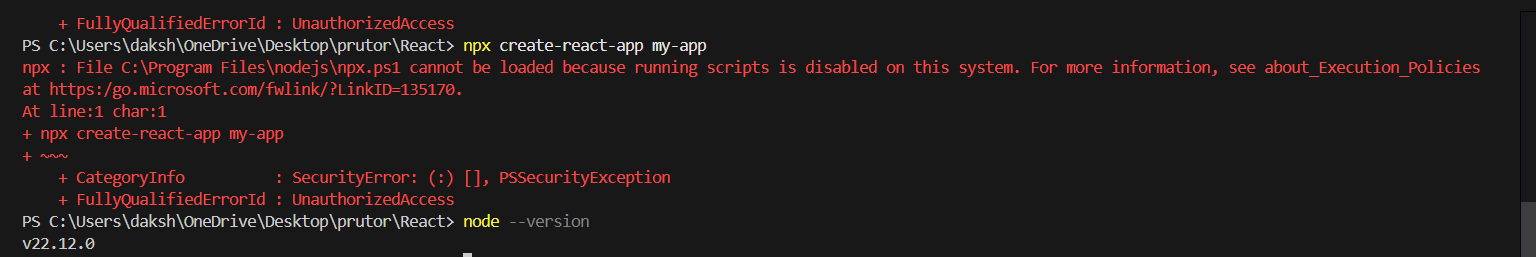 + FullyQualifiedErrorId : UnauthorizedAccess
PS C:\Users\daksh\OneDrive\Desktop\prutor\React> npx create-react-app my-app
npx : File C:\Program Files\nodejs\npx.ps1 cannot be loaded because running scripts is disabled on this system. For more information, see about_Execution_Policies
at https:/go.microsoft.com/fwlink/?LinkID=135170.
At line:1 char:1
+ npx create-react-app my-app
+ ~~~
    + CategoryInfo          : SecurityError: (:) [], PSSecurityException
    + FullyQualifiedErrorId : UnauthorizedAccess
PS C:\Users\daksh\OneDrive\Desktop\prutor\React> node --version
v22.12.0